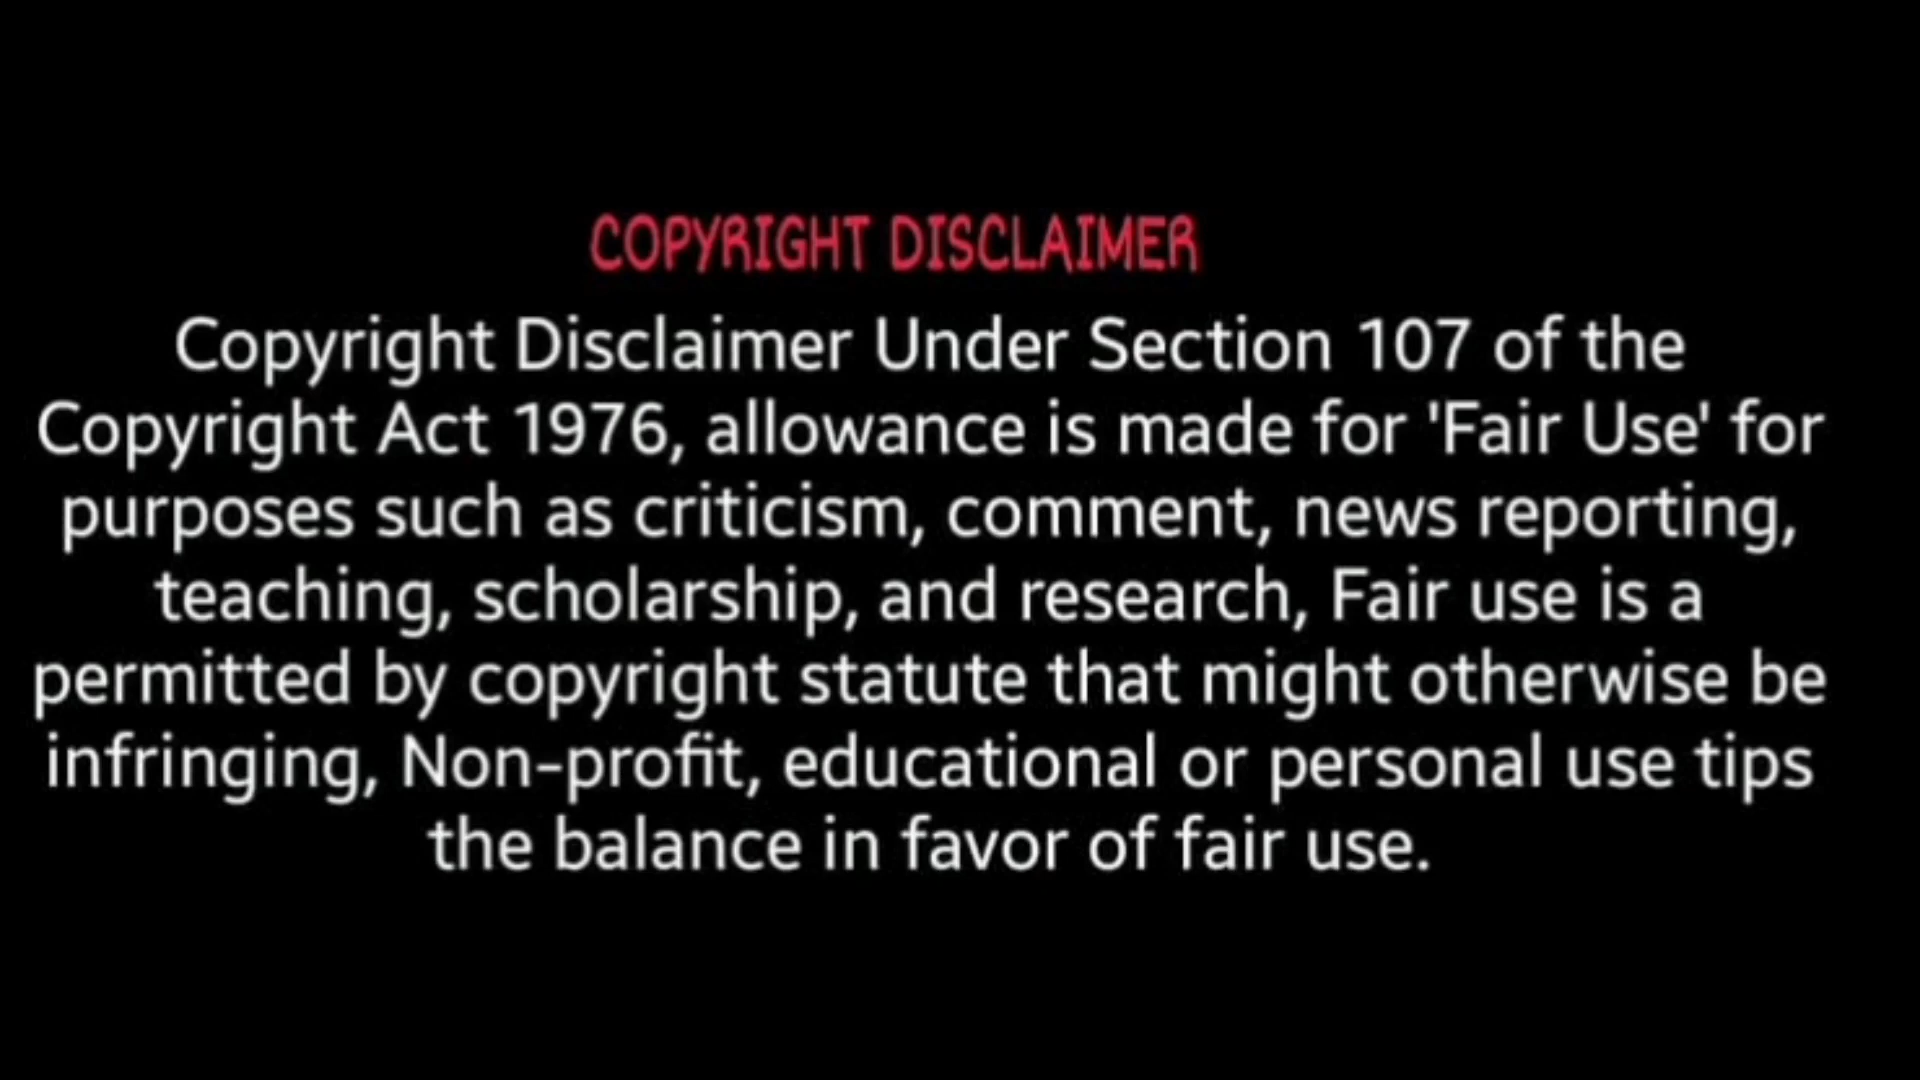 COPYRIGHT DISCLAIMER
Copyright Disclaimer Under Section 107 of the
Copyright Act 1976, allowance is made for 'Fair Use' for
purposes such as criticism, comment, news reporting,
teaching, scholarship, and research, Fair use is a
permitted by copyright statute that might otherwise be
infringing, Non-profit, educational or personal use tips
the balance in favor of fair use.